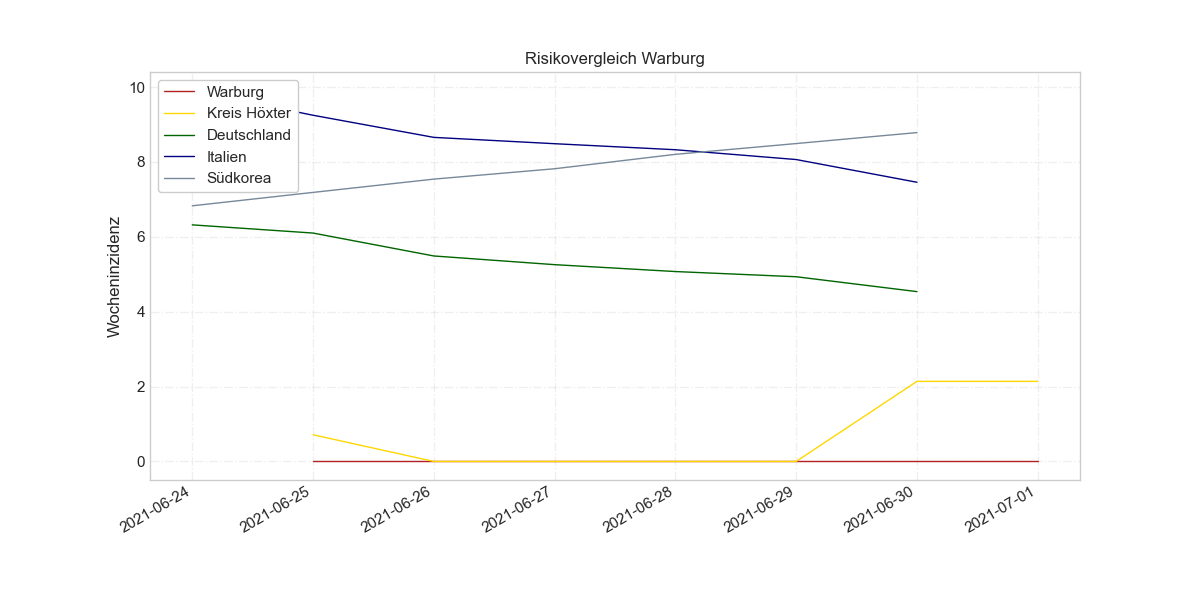 Risikovergleich Warburg
Wocheninzidenz
10
8
6
4
2
0
Warburg
Kreis Höxter
Deutschland
Italien
Südkorea
2021-06-24
2021-06-25
2021-06-26
2021-06-27
2021-06-28
2021-06-29
2021-06-30
2021-07-01